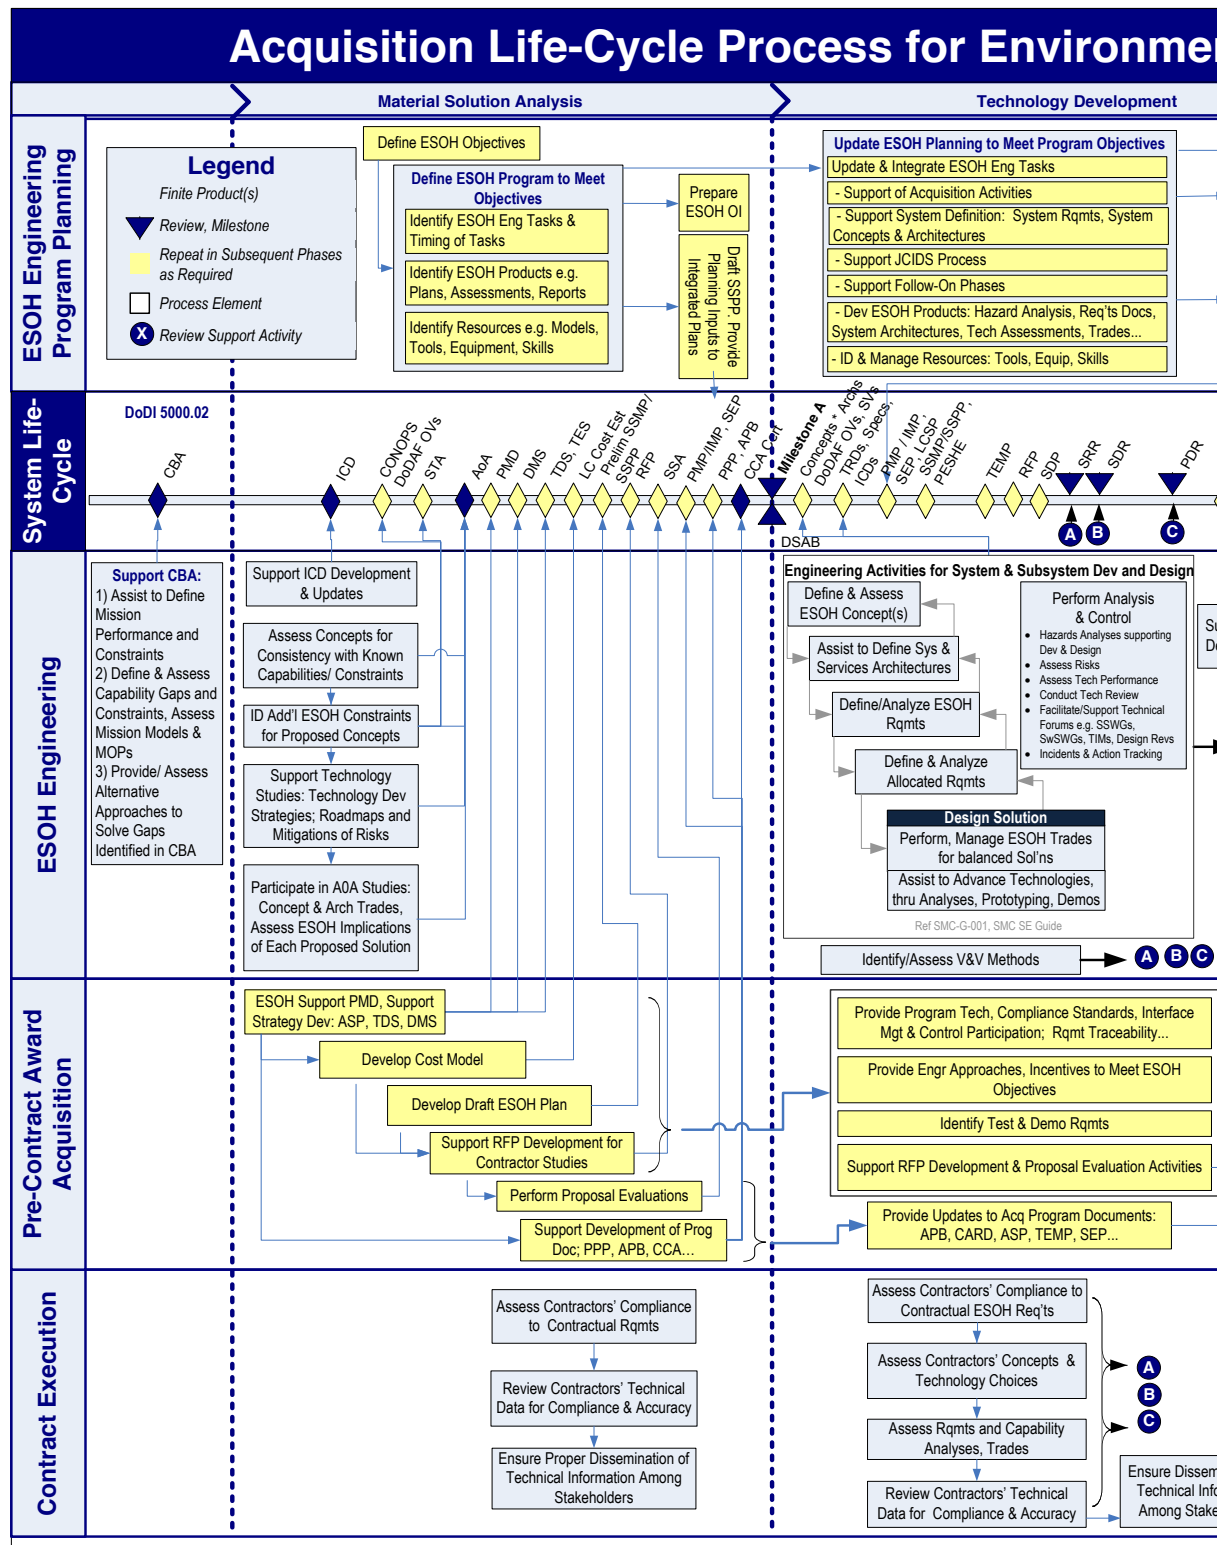 Acquisition Life-Cycle Process for Environme
Material Solution Analysis
Technology Development
ESOH Engineering
Program Planning
Legend
Finite Product(s)
Review, Milestone
Repeat in Subsequent Phases
as Required
Process Element
X
Review Support Activity
Define ESOH Objectives
Define ESOH Program to Meet
Objectives
Identify ESOH Eng Tasks &
Timing of Tasks
Identify ESOH Products e.g.
Plans, Assessments, Reports
Identify Resources e.g. Models,
Tools, Equipment, Skills
Prepare
ESOH OI
Draft SSPP, Provide
Planning Inputs to
Integrated Plans
Update ESOH Planning to Meet Program Objectives
Update & Integrate ESOH Eng Tasks
- Support of Acquisition Activities
- Support System Definition: System Rqmts, System
Concepts & Architectures
- Support JCIDS Process
- Support Follow-On Phases
- Dev ESOH Products: Hazard Analysis, Req'ts Docs,
System Architectures, Tech Assessments, Trades...
- ID & Manage Resources: Tools, Equip, Skills
System Life-
Cycle
DoDI 5000.02
CBA
ICD
CONOPS
DoDAF OVs
STA
AoA
PMD
DMS
TDS, TES
LC Cost Est
Prelim SSMP/
SSPP
RFP
SSA
PMP/IMP, SEP
PPP, APB
CCA Cert
Milestone A
Concepts * Archs
DoDAF OVs, SVs
TRDs, Specs,
ICDs
PMP / IMP,
SEP, LCSP
SSMP/SSPP,
PESHE
TEMP
RFP
SDP
SRR
SDR
PDR
A
B
C
DSAB
ESOH Engineering
Support CBA:
1) Assist to Define
Mission
Performance and
Constraints
2) Define & Assess
Capability Gaps and
Constraints, Assess
Mission Models &
MOPs
3) Provide/ Assess
Alternative
Approaches to
Solve Gaps
Identified in CBA
Support ICD Development
& Updates
Assess Concepts for
Consistency with Known
Capabilities/ Constraints
ID Add'l ESOH Constraints
for Proposed Concepts
Support Technology
Studies: Technology Dev
Strategies; Roadmaps and
Mitigations of Risks
Participate in A0A Studies:
Concept & Arch Trades,
Assess ESOH Implications
of Each Proposed Solution
Engineering Activities for System & Subsystem Dev and Design
Define & Assess
ESOH Concept(s)
Assist to Define Sys &
Services Architectures
Define/Analyze ESOH
Rqmts
Define & Analyze
Allocated Rqmts
Design Solution
Perform, Manage ESOH Trades
for balanced Sol'ns
Assist to Advance Technologies,
thru Analyses, Prototyping, Demos
Ref SMC-G-001, SMC SE Guide
Perform Analysis
& Control
• Hazards Analyses supporting
Dev & Design
• Assess Risks
• Assess Tech Performance
• Conduct Tech Review
• Facilitate/Support Technical
Forums e.g. SSWGs,
SwSWGs, TIMs, Design Revs
• Incidents & Action Tracking
Su
De
Identify/Assess V&V Methods
A
B
C
Pre-Contract Award
Acquisition
ESOH Support PMD, Support
Strategy Dev: ASP, TDS, DMS
Develop Cost Model
Develop Draft ESOH Plan
Support RFP Development for
Contractor Studies
Perform Proposal Evaluations
Support Development of Prog
Doc; PPP, APB, CCA…
Provide Program Tech, Compliance Standards, Interface
Mgt & Control Participation; Rqmt Traceability...
Provide Engr Approaches, Incentives to Meet ESOH
Objectives
Identify Test & Demo Rqmts
Support RFP Development & Proposal Evaluation Activities
Provide Updates to Acq Program Documents:
APB, CARD, ASP, TEMP, SEP...
Contract Execution
Assess Contractors' Compliance
to Contractual Rqmts
Review Contractors' Technical
Data for Compliance & Accuracy
Ensure Proper Dissemination of
Technical Information Among
Stakeholders
Assess Contractors' Compliance to
Contractual ESOH Req'ts
Assess Contractors' Concepts &
Technology Choices
Assess Rqmts and Capability
Analyses, Trades
Review Contractors' Technical
Data for Compliance & Accuracy
A
B
C
Ensure Dissem
Technical Info
Among Stake